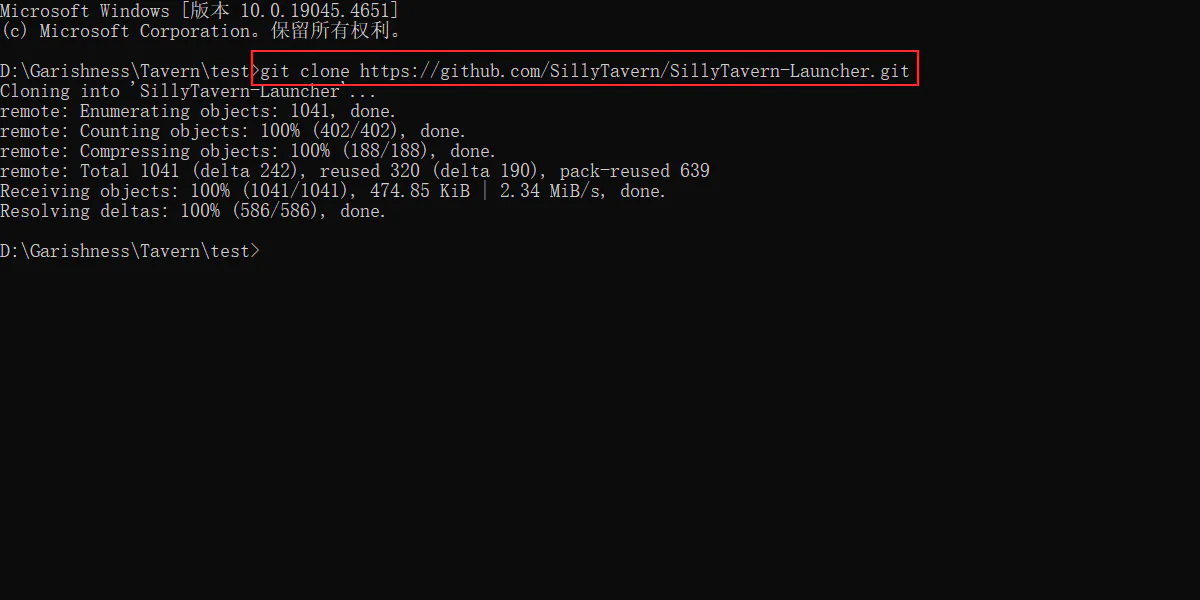 Microsoft Windows [版本 10.0.19045.4651]
(c) Microsoft Corporation。保留所有权利。
D:\Garishness\Tavern\test>git clone https://github.com/SillyTavern/SillyTavern-Launcher.git
Cloning into 'SillyTavern-Launcher'...
remote: Enumerating objects: 1041, done.
remote: Counting objects: 100% (402/402), done.
remote: Compressing objects: 100% (188/188), done.
remote: Total 1041 (delta 242), reused 320 (delta 190), pack-reused 639
Receiving objects: 100% (1041/1041), 474.85 KiB | 2.34 MiB/s, done.
Resolving deltas: 100% (586/586), done.
D:\Garishness\Tavern\test>